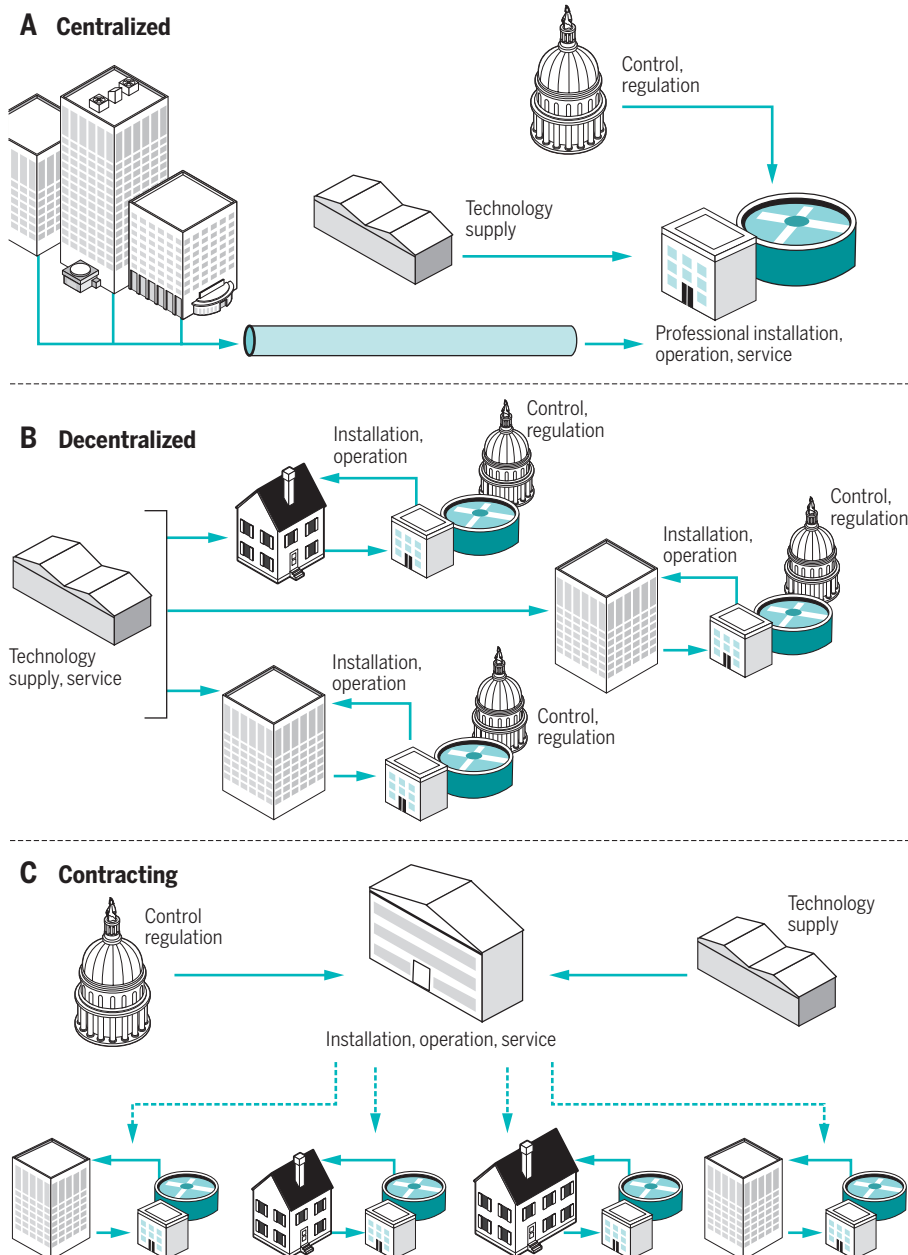 A Centralized
Control,
regulation
Technology
supply
Professional installation,
operation, service
B Decentralized
Control,
regulation
Installation,
operation
Control,
regulation
Installation,
operation
Technology
supply, service
Installation,
operation
Control,
regulation
C Contracting
Control
regulation
Technology
supply
Installation, operation, service